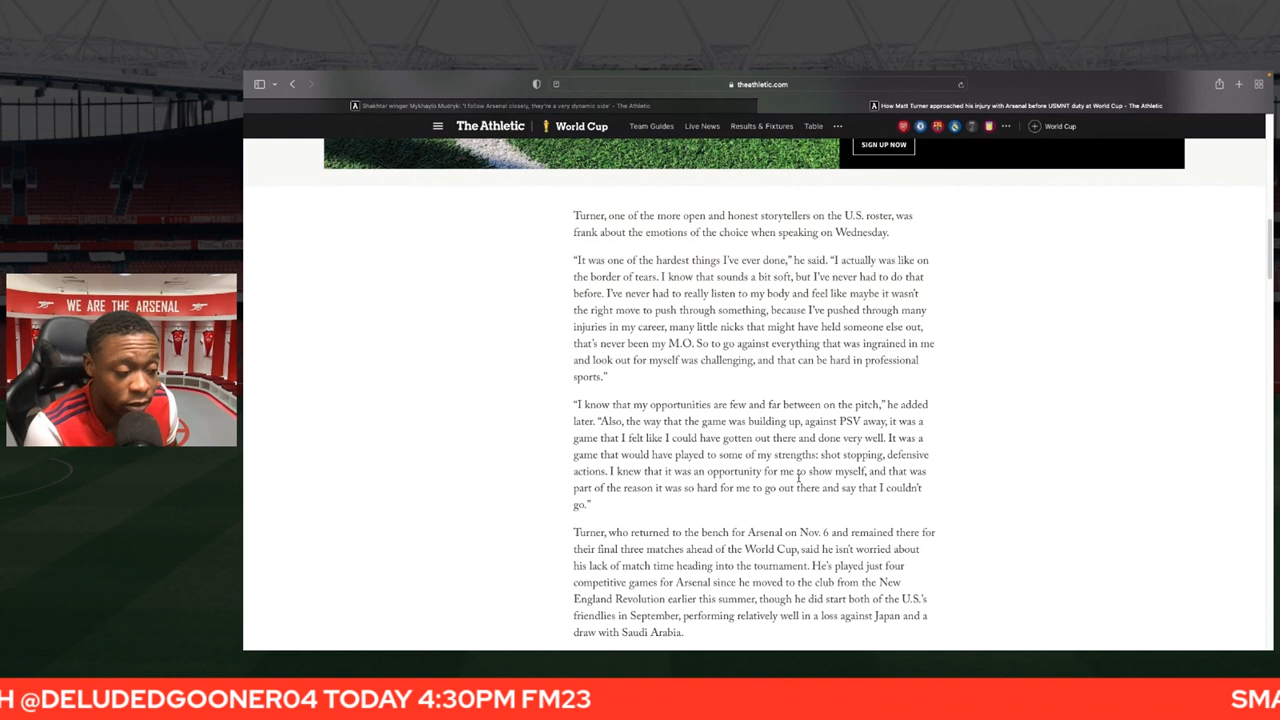 theathletic.com
Shakhtar winger Mykhaylo Mudryk: 'I follow Arsenal closely, they're a very dynamic side' - The Athletic
How Matt Turner approached his injury with Arsenal before USMNT duty at World Cup - The Athletic
The Athletic World Cup Team Guides Live News Results & Fixtures Table World Cup
SIGN UP NOW
Turner, one of the more open and honest storytellers on the U.S. roster, was
frank about the emotions of the choice when speaking on Wednesday.
“It was one of the hardest things I’ve ever done,” he said. “I actually was like on
the border of tears. I know that sounds a bit soft, but I’ve never had to do that
before. I’ve never had to really listen to my body and feel like maybe it wasn’t
the right move to push through something, because I’ve pushed through many
injuries in my career, many little nicks that might have held someone else out,
that’s never been my M.O. So to go against everything that was ingrained in me
and look out for myself was challenging, and that can be hard in professional
sports.”
“I know that my opportunities are few and far between on the pitch,” he added
later. “Also, the way that the game was building up, against PSV away, it was a
game that I felt like I could have gotten out there and done very well. It was a
game that would have played to some of my strengths: shot stopping, defensive
actions. I knew that it was an opportunity for me to show myself, and that was
part of the reason it was so hard for me to go out there and say that I couldn’t
go.”
Turner, who returned to the bench for Arsenal on Nov. 6 and remained there for
their final three matches ahead of the World Cup, said he isn’t worried about
his lack of match time heading into the tournament. He’s played just four
competitive games for Arsenal since he moved to the club from the New
England Revolution earlier this summer, though he did start both of the U.S.’s
friendlies in September, performing relatively well in a loss against Japan and a
draw with Saudi Arabia.
WE ARE THE ARSENAL
H @DELUDEDGOONER04 TODAY 4:30PM FM23
SMA